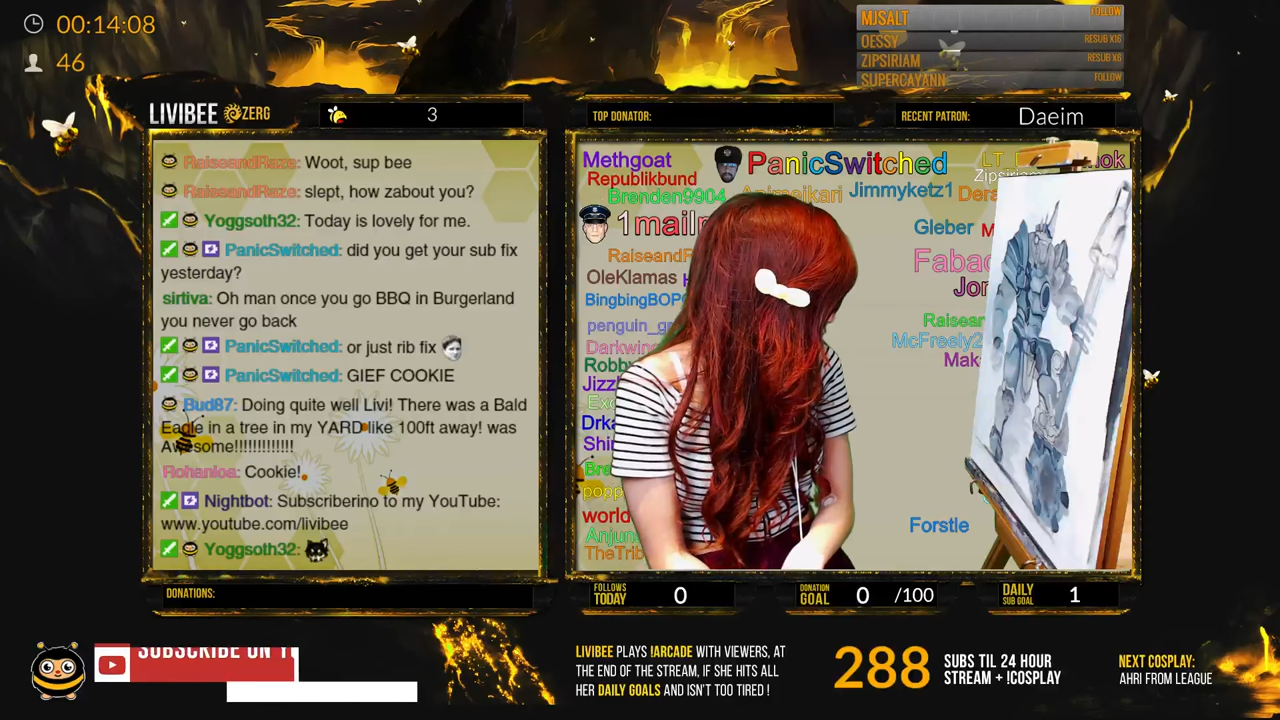 00:14:08
46
MJSALT FOLLOW
OESSY RESUB X16
ZIPSIRIAM RESUB X6
SUPERCAYANN FOLLOW
LIVIBEE ZERG
3
TOP DONATOR:
RECENT PATRON: Daeim
RaiseandRaze: Woot, sup bee
RaiseandRaze: slept, how zabout you?
Yoggsoth32: Today is lovely for me.
PanicSwitched: did you get your sub fix
yesterday?
sirtiva: Oh man once you go BBQ in Burgerland
you never go back
PanicSwitched: or just rib fix
PanicSwitched: GIEF COOKIE
Bud87: Doing quite well Livi! There was a Bald
Eagle in a tree in my YARD like 100ft away! was
Awesome!!!!!!!!!!!!!
Rohanloa: Cookie!
Nightbot: Subscriberino to my YouTube:
www.youtube.com/livibee
Yoggsoth32:
Methgoat
PanicSwitched
Republikbund
Brenden9904
Jimmyketz1
Gleber
OleKlamas
Forstle
DONATIONS:
FOLLOWS TODAY 0
DONATION GOAL 0 /100
DAILY SUB GOAL 1
SUBSCRIBE ON
LIVIBEE PLAYS !ARCADE WITH VIEWERS, AT
THE END OF THE STREAM, IF SHE HITS ALL
HER DAILY GOALS AND ISN'T TOO TIRED !
288 SUBS TIL 24 HOUR
STREAM + !COSPLAY
NEXT COSPLAY:
AHRI FROM LEAGUE